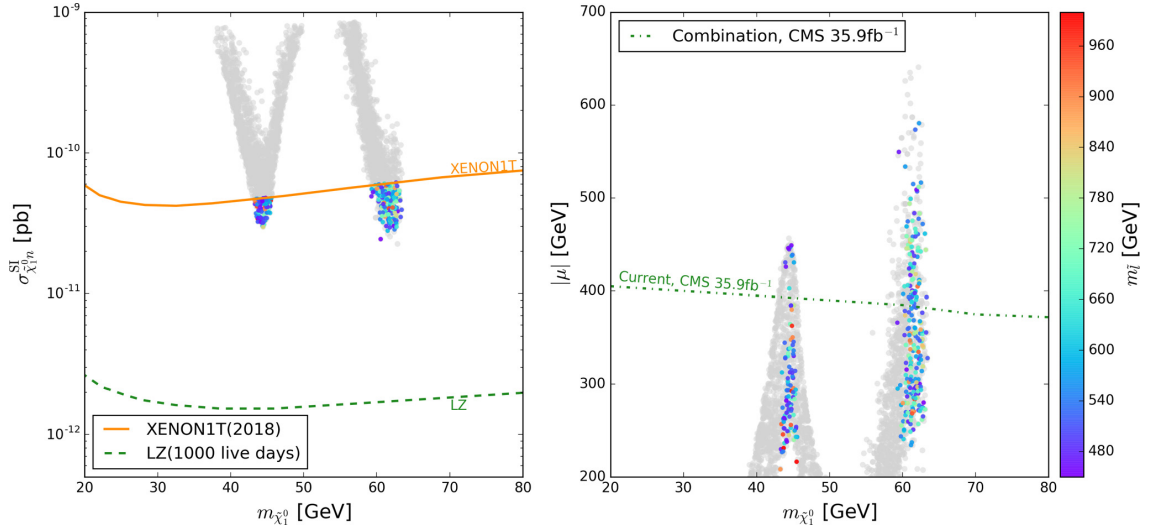 10⁻⁹
10⁻¹⁰
10⁻¹¹
10⁻¹²
σ^SI_χ̃₁⁰n [pb]
XENON1T
LZ
XENON1T(2018)
LZ(1000 live days)
20 30 40 50 60 70 80
m_χ̃₁⁰ [GeV]
700
600
500
400
300
200
|μ| [GeV]
Combination, CMS 35.9fb⁻¹
Current, CMS 35.9fb⁻¹
20 30 40 50 60 70 80
m_χ̃₁⁰ [GeV]
960
900
840
780
720
660
600
540
480
m_l̃ [GeV]